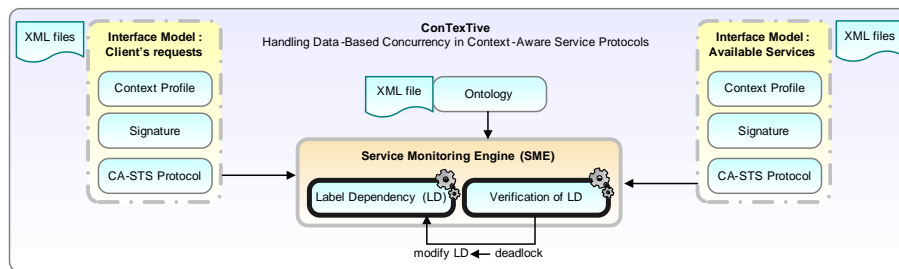 ConTexTive
Handling Data-Based Concurrency in Context-Aware Service Protocols
XML files
Interface Model :
Client's requests
Context Profile
Signature
CA-STS Protocol
XML file
Ontology
Service Monitoring Engine (SME)
Label Dependency (LD)
Verification of LD
modify LD
deadlock
Interface Model :
Available Services
XML files
Context Profile
Signature
CA-STS Protocol